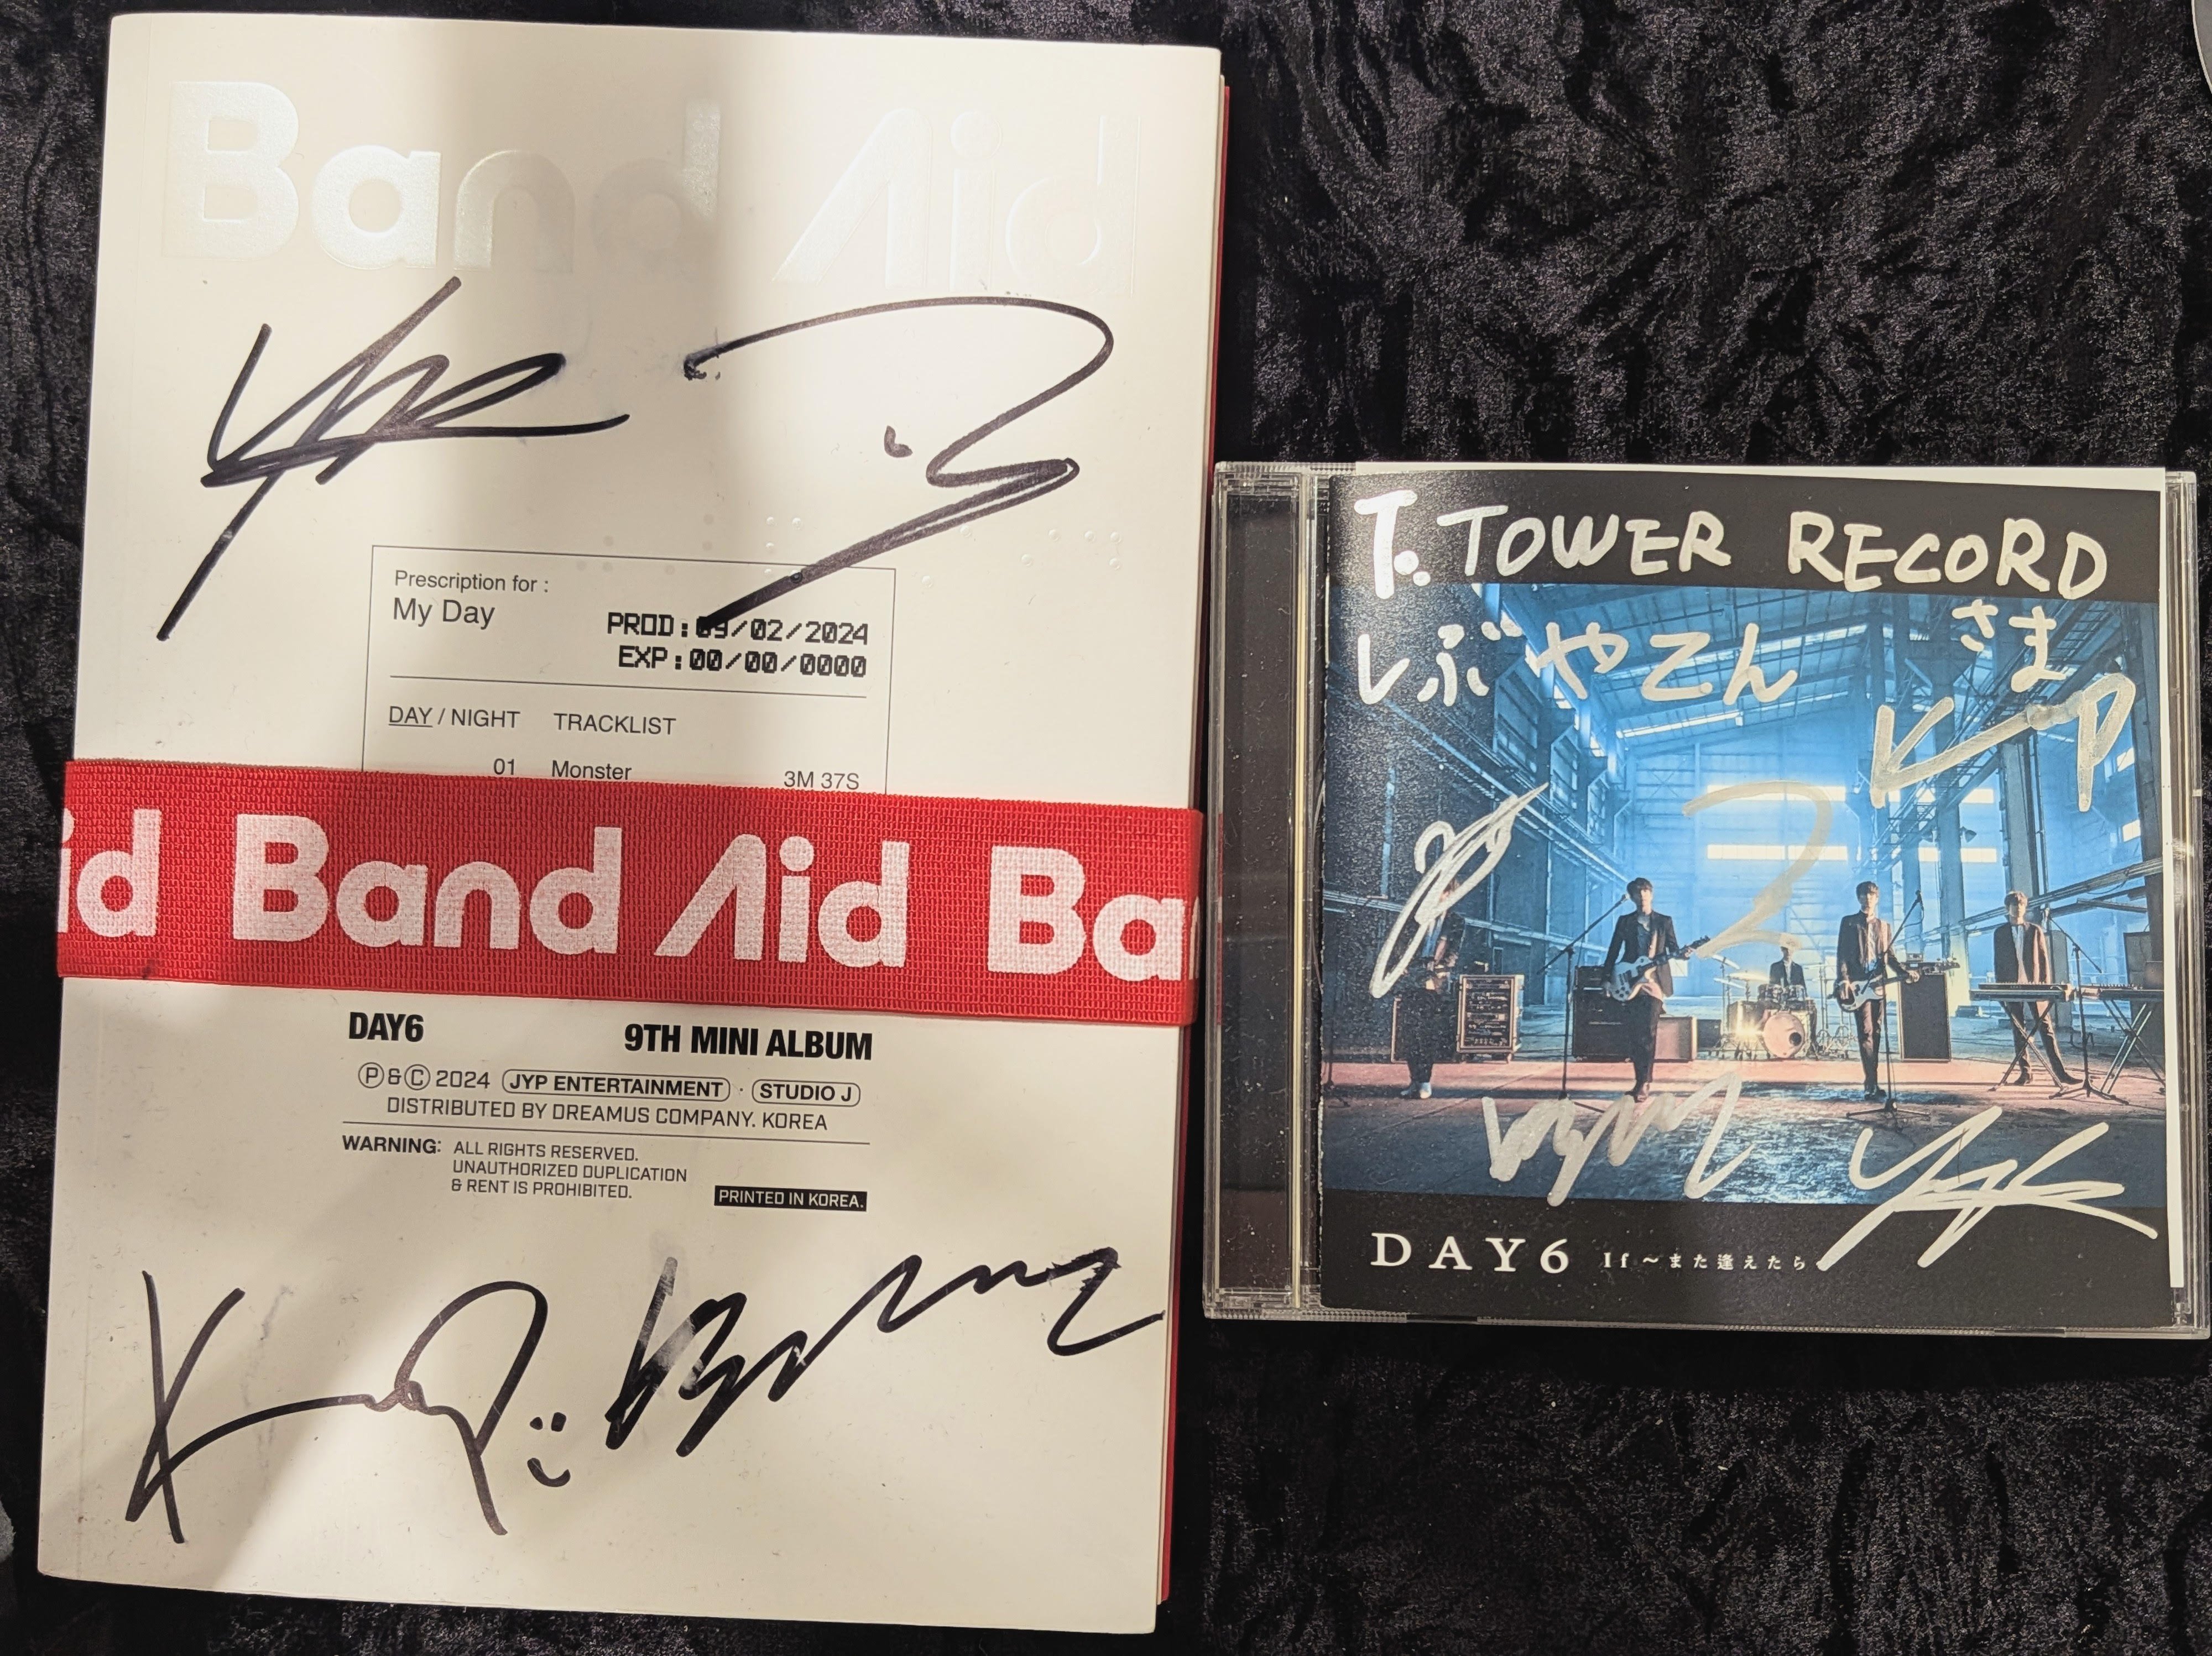 Band Aid
Prescription for :
My Day
PROD:09/02/2024
EXP:00/00/0000
DAY / NIGHT TRACKLIST
01 Monster 3M 37S
id Band Aid Ba
DAY6 9TH MINI ALBUM
Ⓟ&Ⓒ 2024 JYP ENTERTAINMENT · STUDIO J
DISTRIBUTED BY DREAMUS COMPANY. KOREA
WARNING: ALL RIGHTS RESERVED.
UNAUTHORIZED DUPLICATION
& RENT IS PROHIBITED.
PRINTED IN KOREA.
T. TOWER RECORD
しぶやてん さま
DAY6 If～また逢えたら～